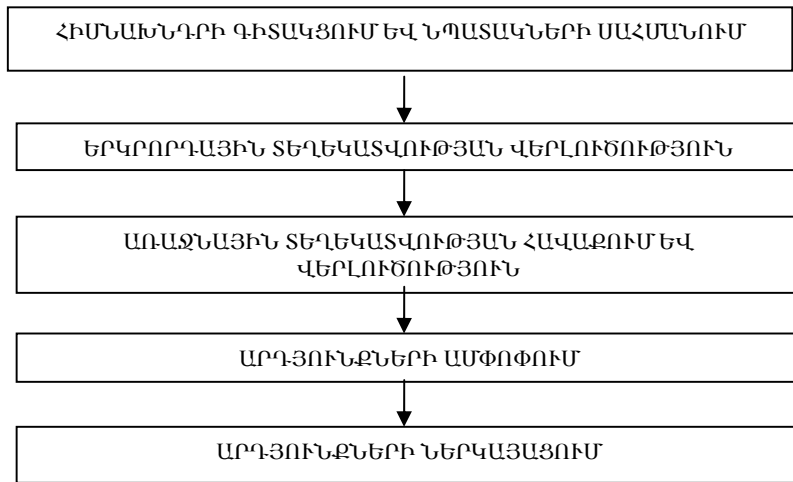 ՀԻՄՆԱԽՆԴՐԻ ԳԻՏԱԿՑՈՒՄ ԵՎ ՆՊԱՏԱԿՆԵՐԻ ՍԱՀՄԱՆՈՒՄ
ԵՐԿՐՈՐԴԱՅԻՆ ՏԵՂԵԿԱՏՎՈՒԹՅԱՆ ՎԵՐԼՈՒԾՈՒԹՅՈՒՆ
ԱՌԱՋՆԱՅԻՆ ՏԵՂԵԿԱՏՎՈՒԹՅԱՆ ՀԱՎԱՔՈՒՄ ԵՎ
ՎԵՐԼՈՒԾՈՒԹՅՈՒՆ
ԱՐԴՅՈՒՆՔՆԵՐԻ ԱՄՓՈՓՈՒՄ
ԱՐԴՅՈՒՆՔՆԵՐԻ ՆԵՐԿԱՅԱՑՈՒՄ